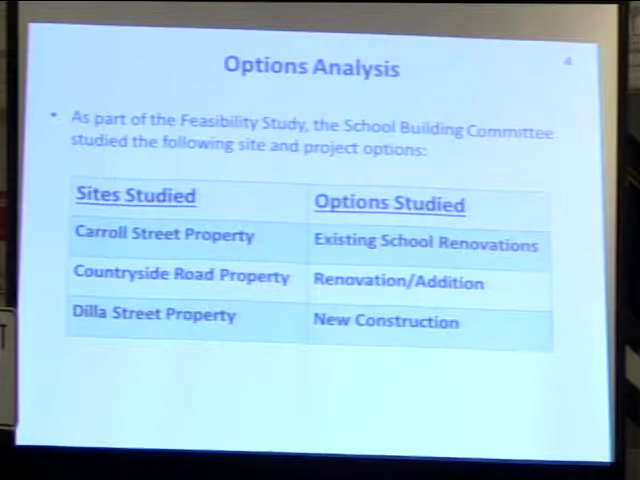 Options Analysis
4
• As part of the Feasibility Study, the School Building Committee
studied the following site and project options:
Sites Studied
Options Studied
Carroll Street Property
Existing School Renovations
Countryside Road Property
Renovation/Addition
Dilla Street Property
New Construction
T